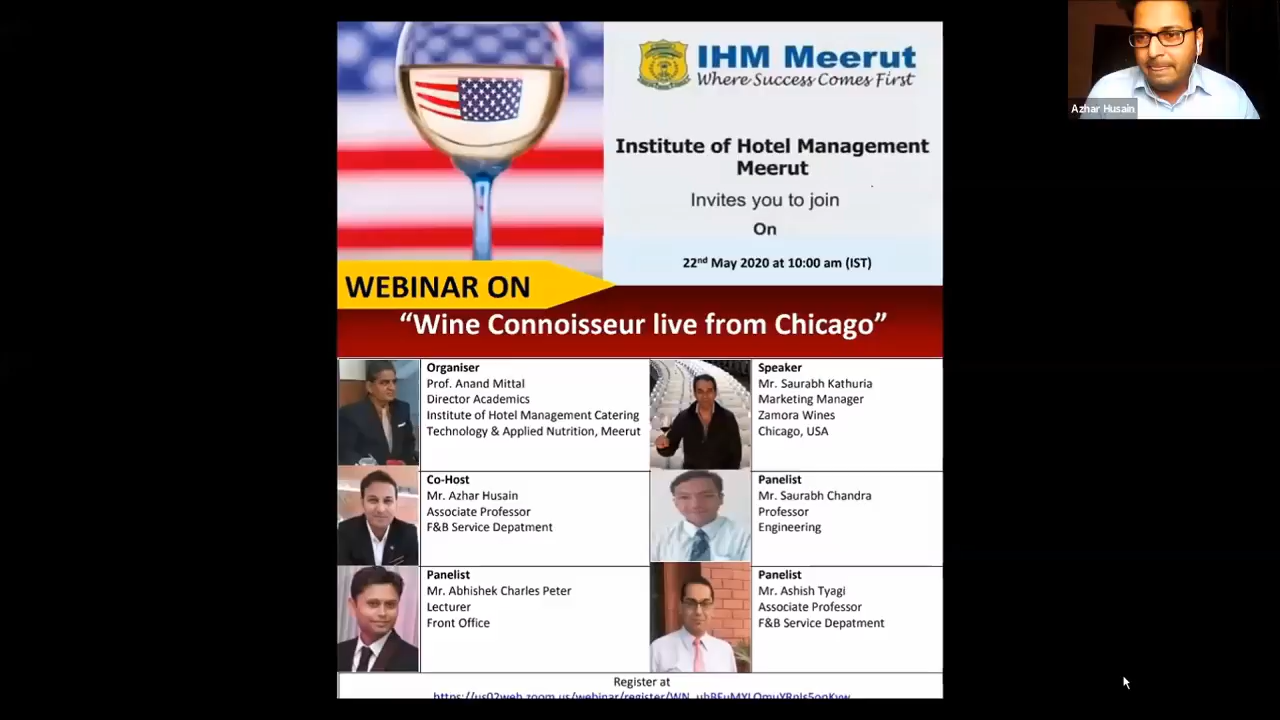 IHM Meerut
Where Success Comes First
Institute of Hotel Management
Meerut
Invites you to join
On
22nd May 2020 at 10:00 am (IST)
WEBINAR ON
“Wine Connoisseur live from Chicago”
Organiser
Prof. Anand Mittal
Director Academics
Institute of Hotel Management Catering
Technology & Applied Nutrition, Meerut
Speaker
Mr. Saurabh Kathuria
Marketing Manager
Zamora Wines
Chicago, USA
Co-Host
Mr. Azhar Husain
Associate Professor
F&B Service Depatment
Panelist
Mr. Saurabh Chandra
Professor
Engineering
Panelist
Mr. Abhishek Charles Peter
Lecturer
Front Office
Panelist
Mr. Ashish Tyagi
Associate Professor
F&B Service Depatment
Register at
Azhar Husain